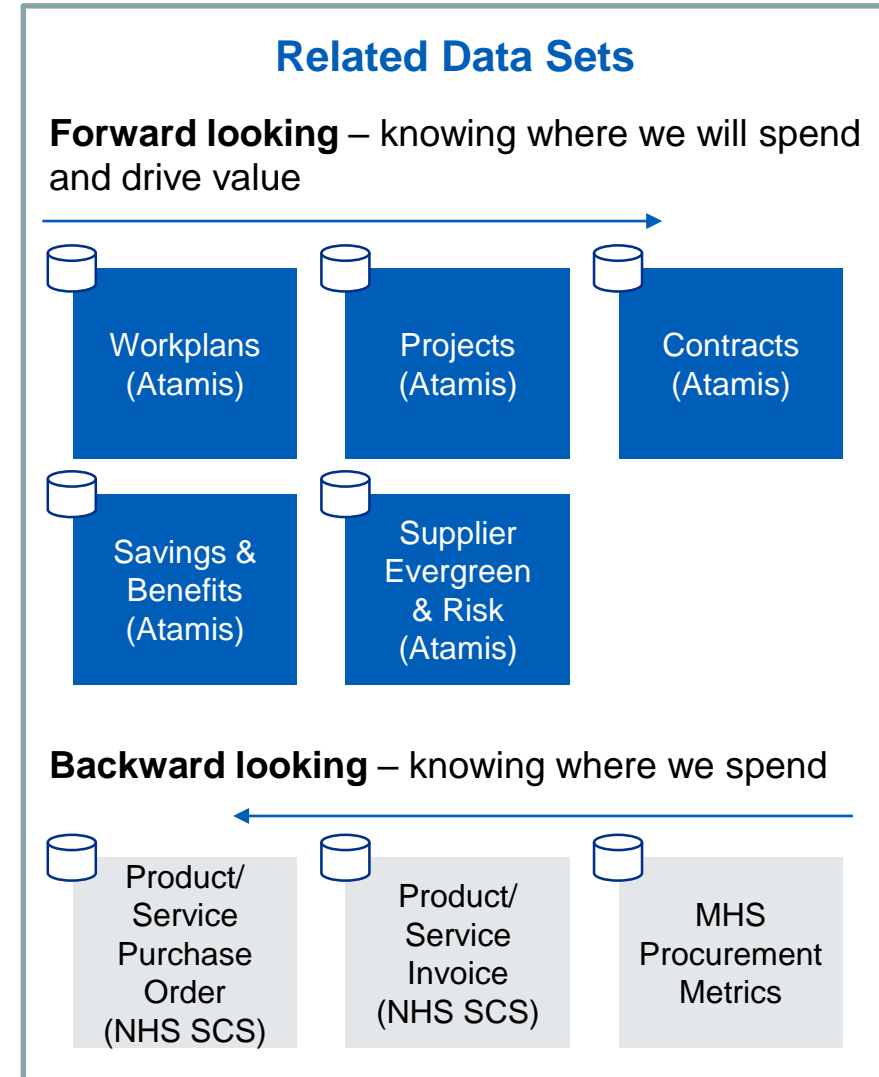 Related Data Sets
Forward looking – knowing where we will spend
and drive value
Workplans
(Atamis)
Projects
(Atamis)
Contracts
(Atamis)
Savings &
Benefits
(Atamis)
Supplier
Evergreen
& Risk
(Atamis)
Backward looking – knowing where we spend
Product/
Service
Purchase
Order
(NHS SCS)
Product/
Service
Invoice
(NHS SCS)
MHS
Procurement
Metrics